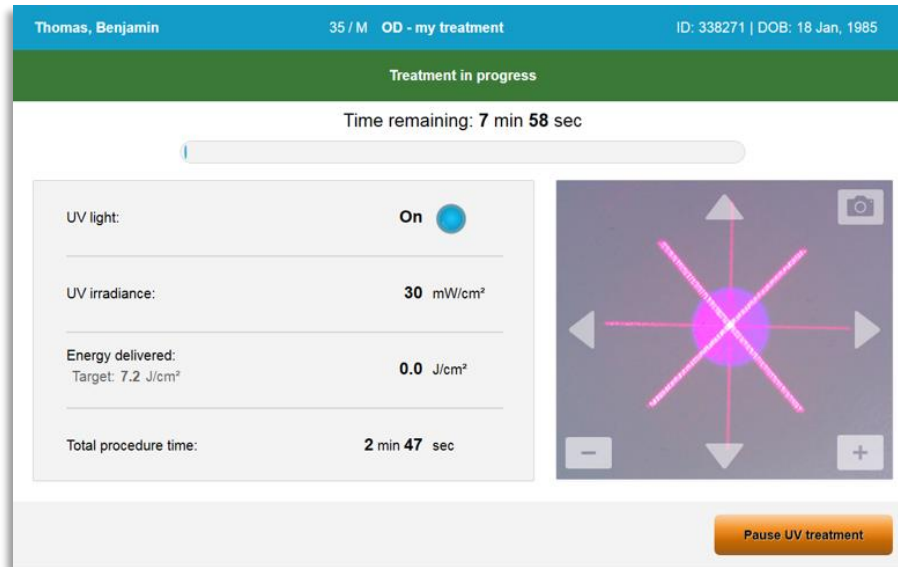 Thomas, Benjamin 35 / M OD - my treatment ID: 338271 | DOB: 18 Jan, 1985
Treatment in progress
Time remaining: 7 min 58 sec
UV light: On
UV irradiance: 30 mW/cm²
Energy delivered:
Target: 7.2 J/cm² 0.0 J/cm²
Total procedure time: 2 min 47 sec
Pause UV treatment